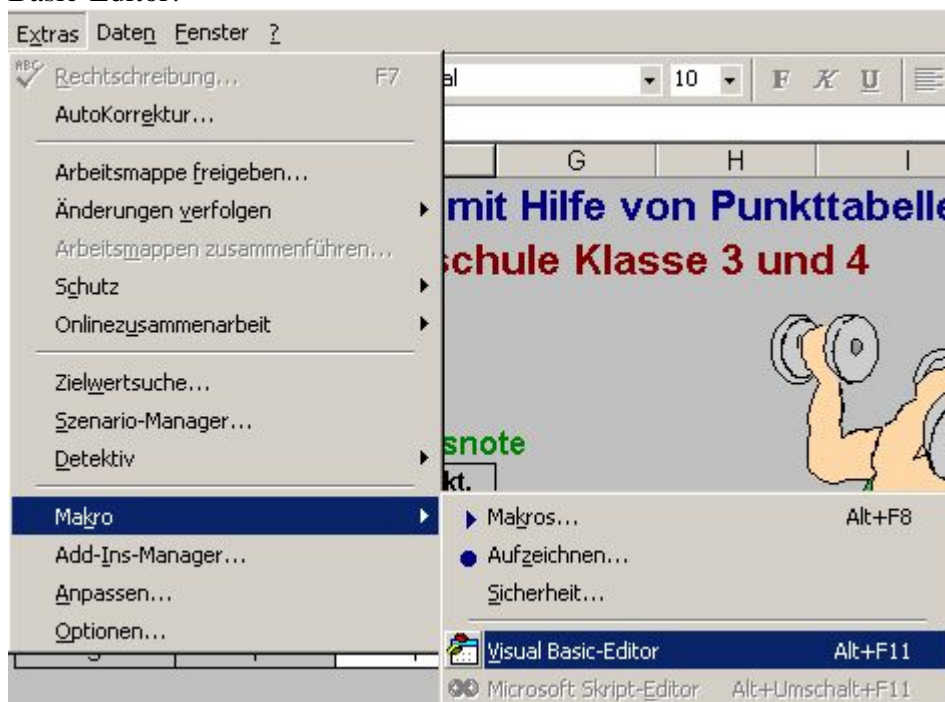 Basic-Editor:
Extras Daten Fenster ?
Rechtschreibung... F7
AutoKorrektur...
Arbeitsmappe freigeben...
Änderungen verfolgen
Arbeitsmappen zusammenführen...
Schutz
Onlinezusammenarbeit
Zielwertsuche...
Szenario-Manager...
Detektiv
Makro
Add-Ins-Manager...
Anpassen...
Optionen...
al 10 F K U
G H I
mit Hilfe von Punkttabelle
schule Klasse 3 und 4
snote
kt.
Makros... Alt+F8
Aufzeichnen...
Sicherheit...
Visual Basic-Editor Alt+F11
Microsoft Skript-Editor Alt+Umschalt+F11